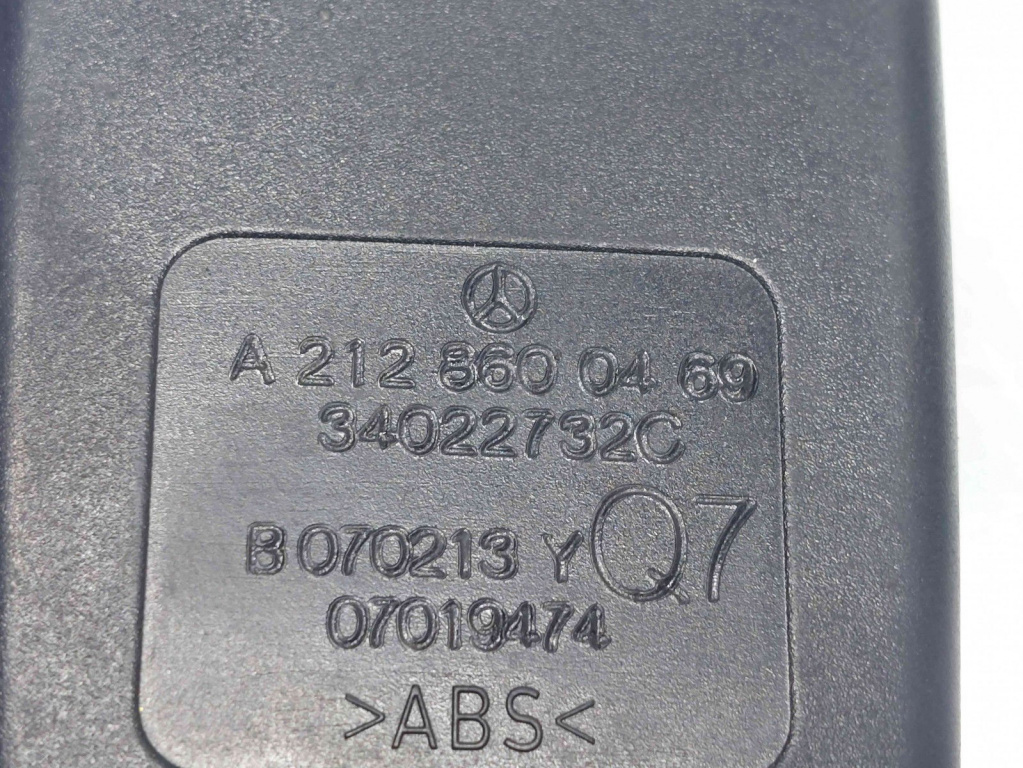 A 212 860 04 69
34022732C
B 070213 Y Q7
07019474
>ABS<